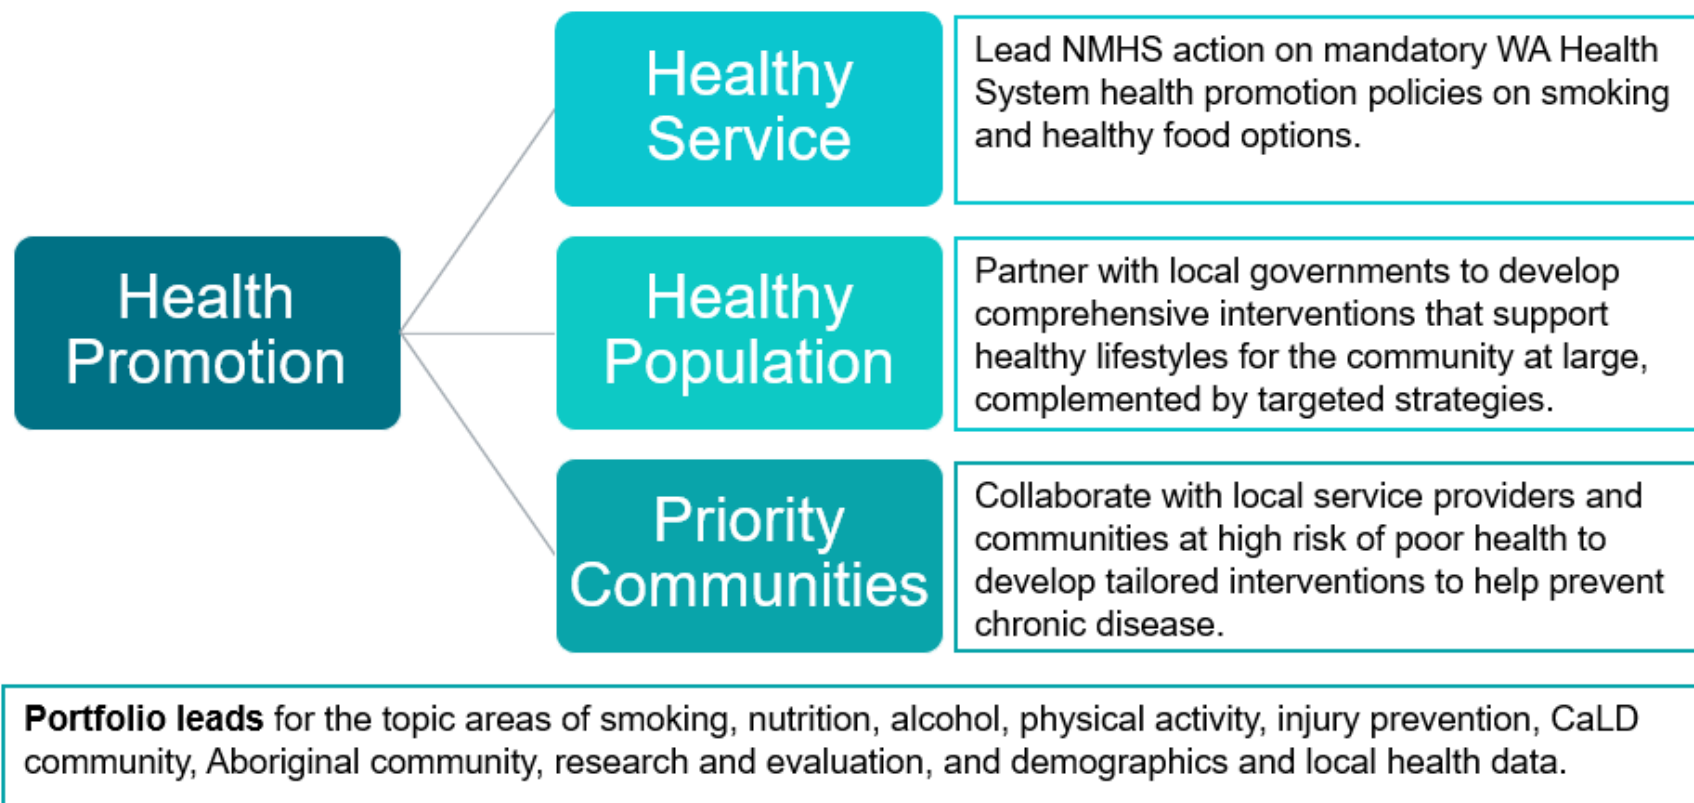 Healthy
Service
Lead NMHS action on mandatory WA Health
System health promotion policies on smoking
and healthy food options.
Health
Promotion
Healthy
Population
Partner with local governments to develop
comprehensive interventions that support
healthy lifestyles for the community at large,
complemented by targeted strategies.
Priority
Communities
Collaborate with local service providers and
communities at high risk of poor health to
develop tailored interventions to help prevent
chronic disease.
Portfolio leads for the topic areas of smoking, nutrition, alcohol, physical activity, injury prevention, CaLD
community, Aboriginal community, research and evaluation, and demographics and local health data.